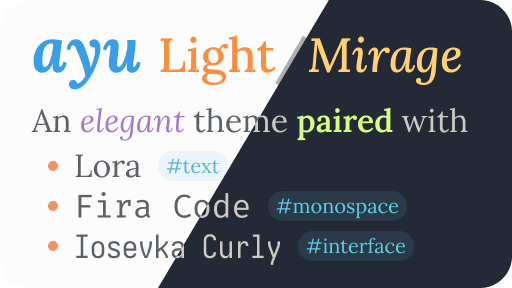 ayu Light/Mirage
An elegant theme paired with
• Lora #text
• Fira Code #monospace
• Iosevka Curly #interface